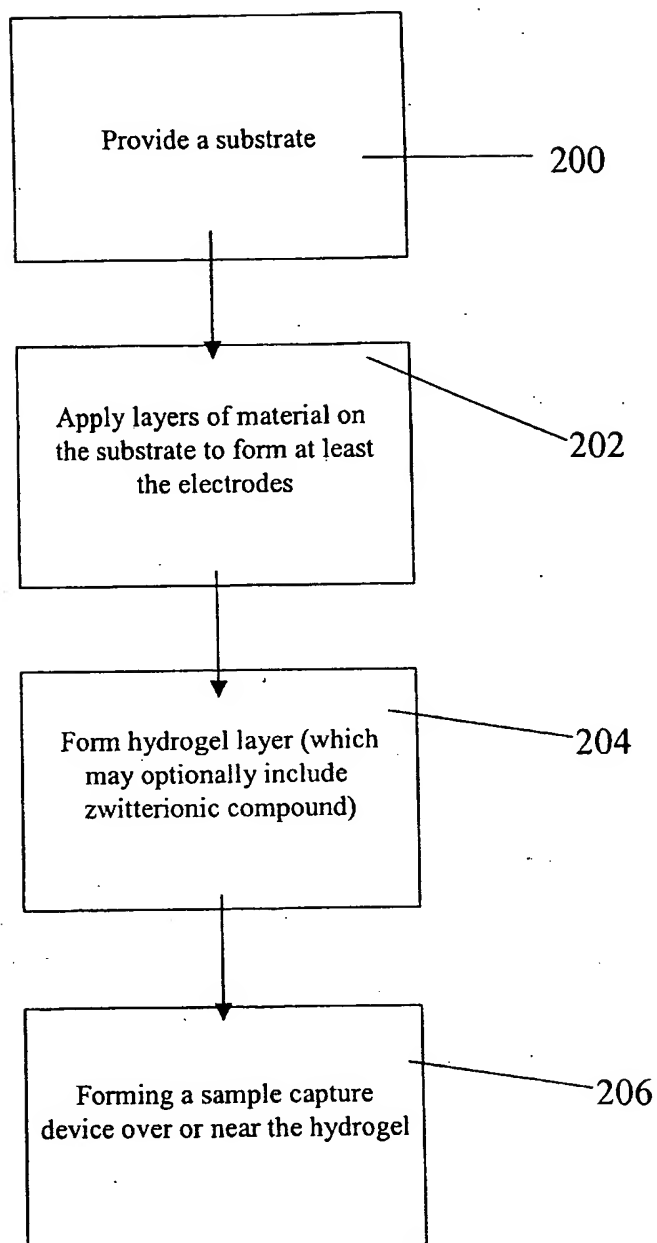 Provide a substrate
200
Apply layers of material on
the substrate to form at least
the electrodes
202
Form hydrogel layer (which
may optionally include
zwitterionic compound)
204
Forming a sample capture
device over or near the hydrogel
206